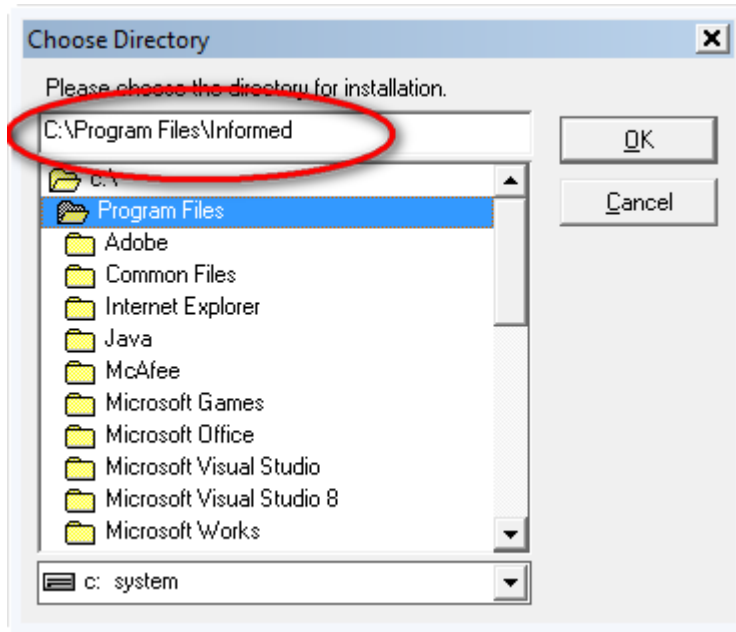 Choose Directory
Please choose the directory for installation.
C:\Program Files\Informed
OK
c:\
Cancel
Program Files
Adobe
Common Files
Internet Explorer
Java
McAfee
Microsoft Games
Microsoft Office
Microsoft Visual Studio
Microsoft Visual Studio 8
Microsoft Works
c: system